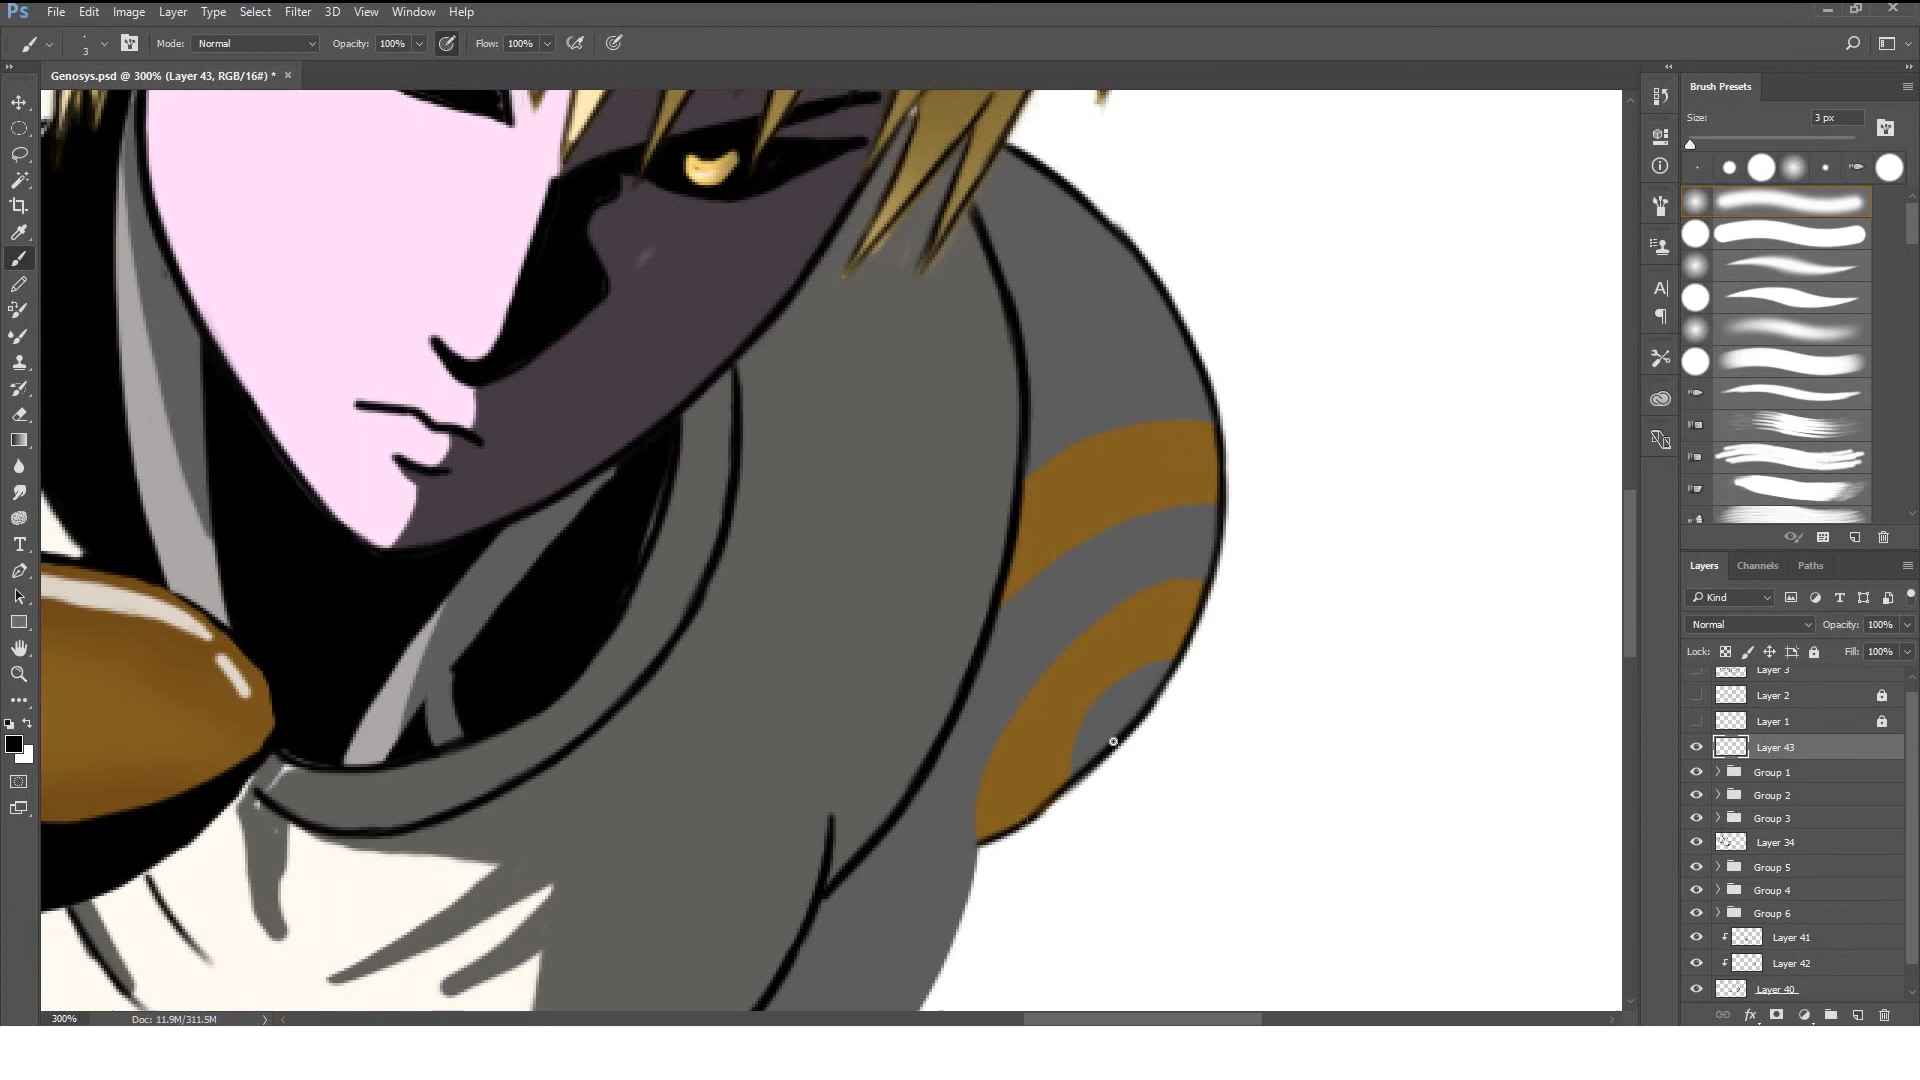 Ps File Edit Image Layer Type Select Filter 3D View Window Help
3 Mode: Normal Opacity: 100% Flow: 100%
Genosys.psd @ 300% (Layer 43, RGB/16#) *
Brush Presets
Size: 3 px
Layers Channels Paths
Kind
Normal Opacity: 100%
Lock: Fill: 100%
Layer 3
Layer 2
Layer 1
Layer 43
Group 1
Group 2
Group 3
Layer 34
Group 5
Group 4
Group 6
Layer 41
Layer 42
Layer 40
300% Doc: 11.9M/311.5M